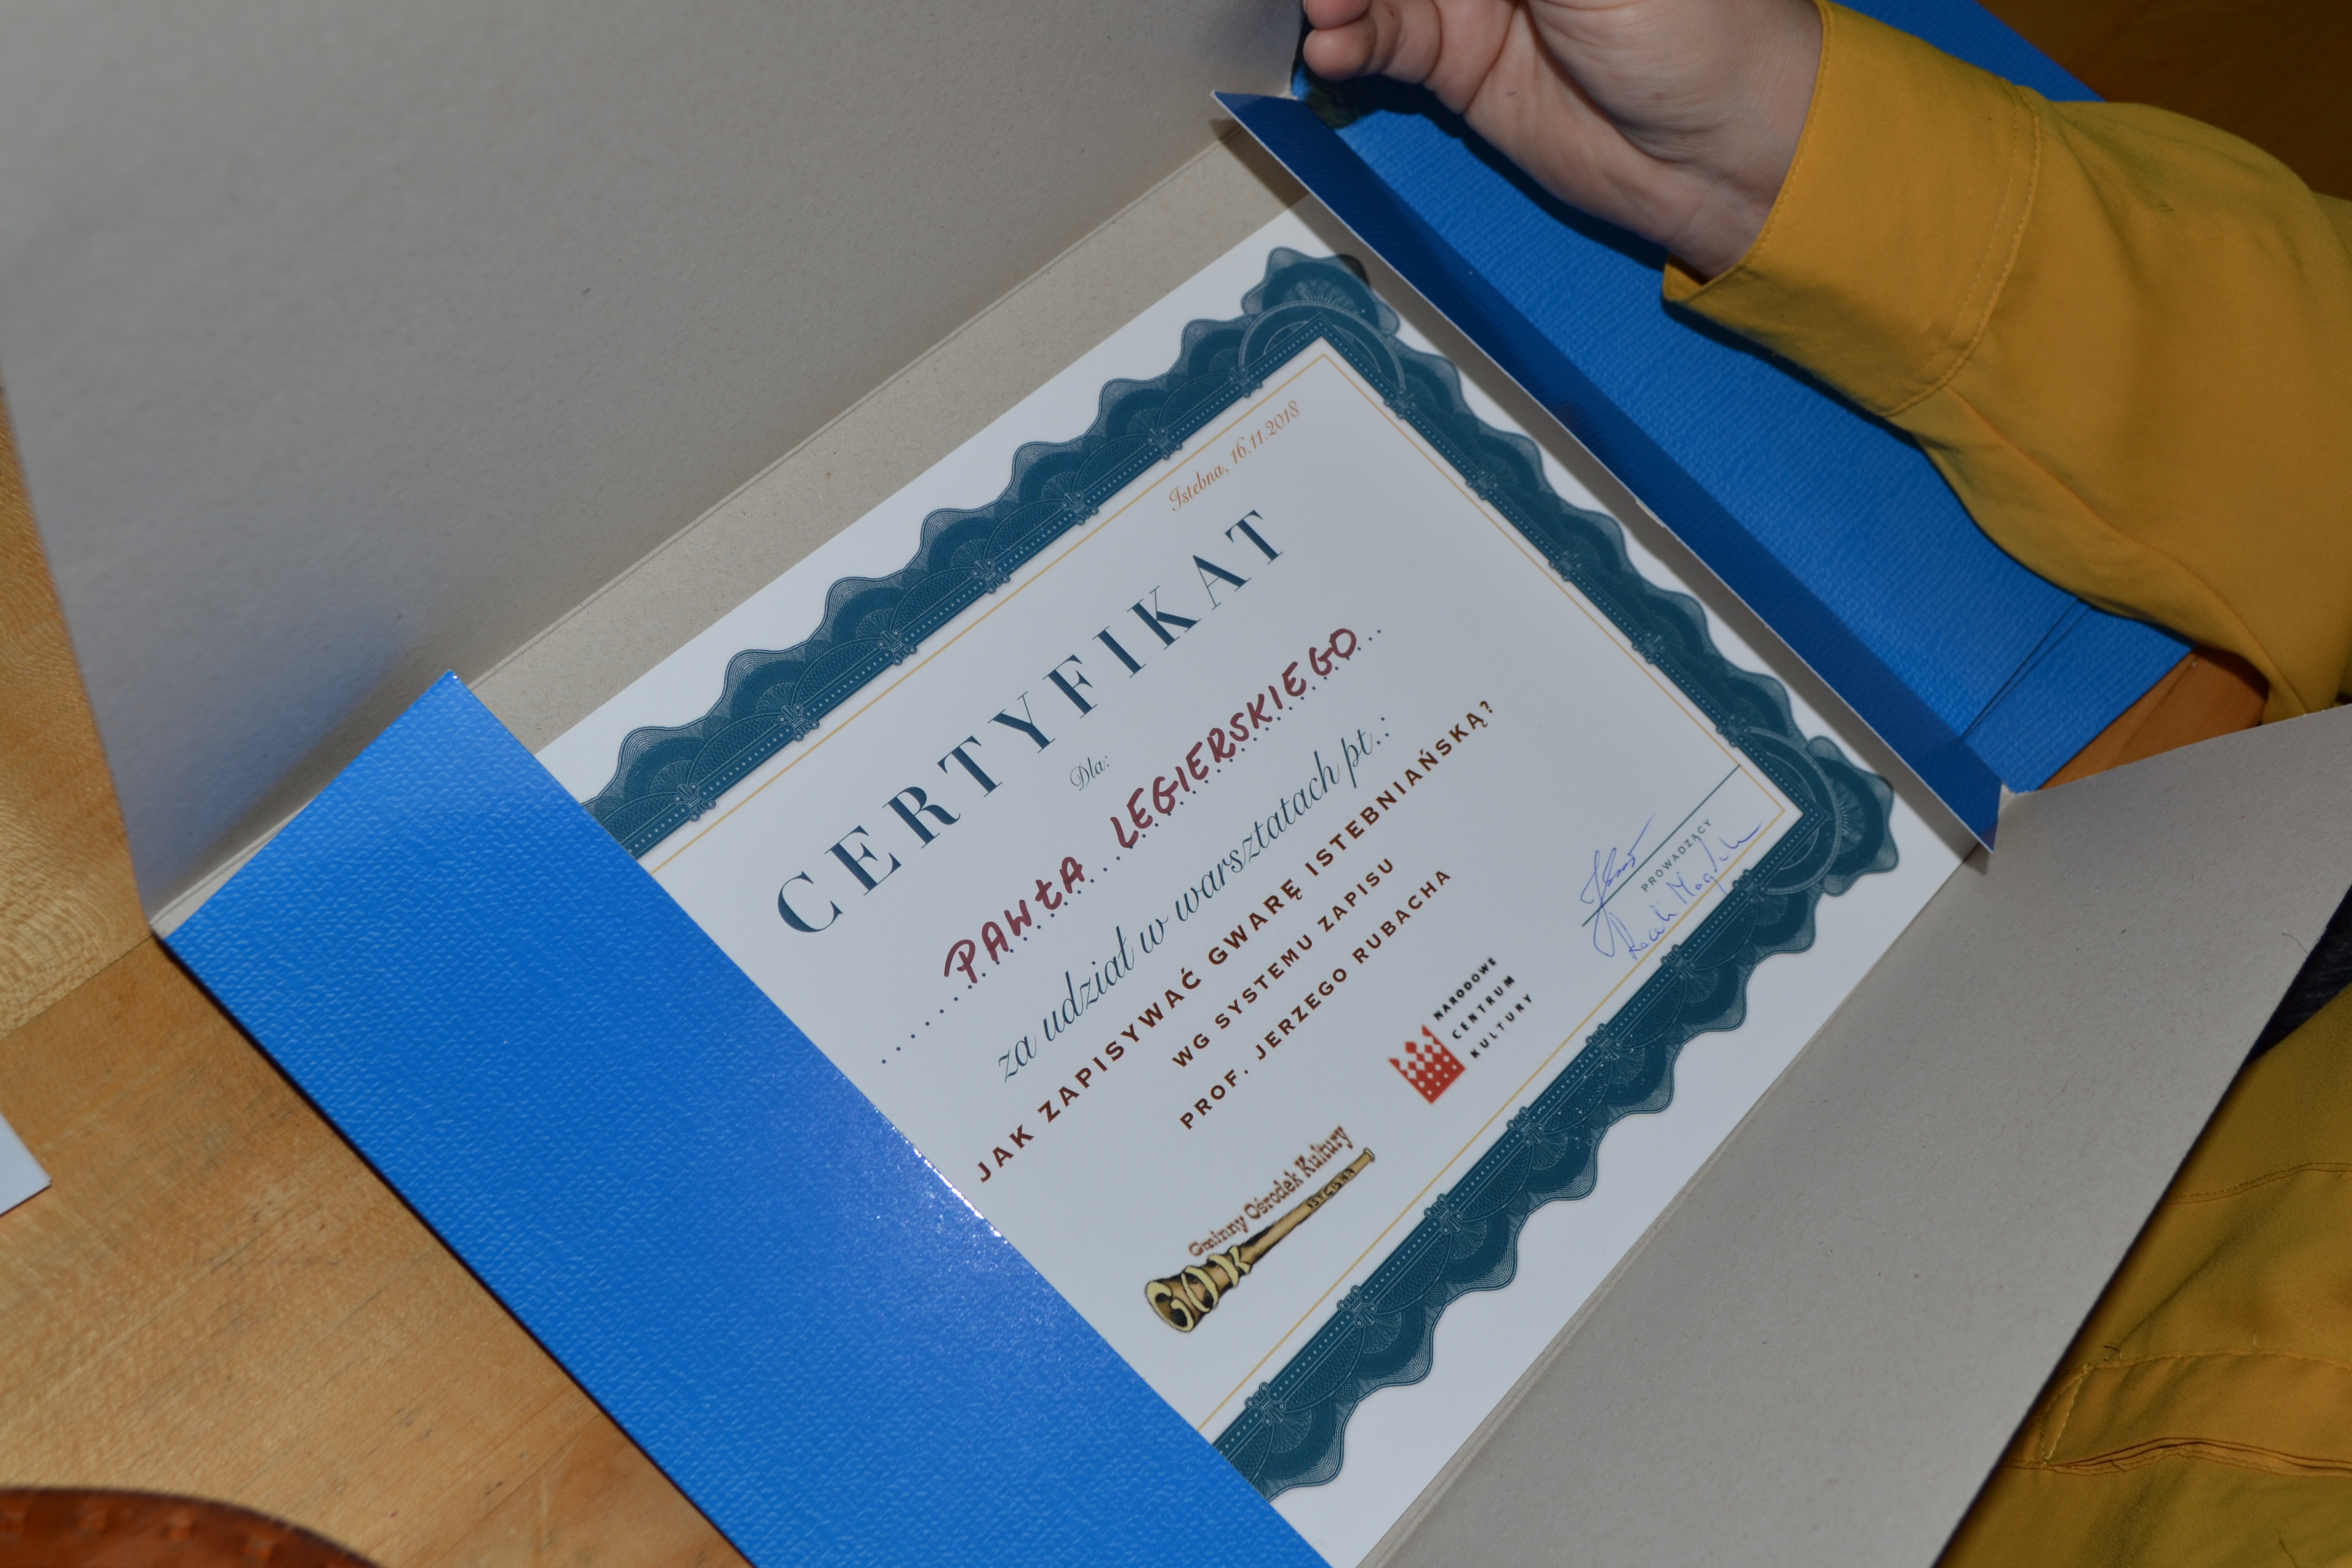 Istebna, 16.11.2018
CERTYFIKAT
Dla:
PAWŁA LEGIERSKIEGO
za udział w warsztatach pt.:
JAK ZAPISYWAĆ GWARĘ ISTEBNIAŃSKĄ?
WG SYSTEMU ZAPISU
PROF. JERZEGO RUBACHA
PROWADZĄCY
NARODOWE
CENTRUM
KULTURY
Gminny Ośrodek Kultury
GOK